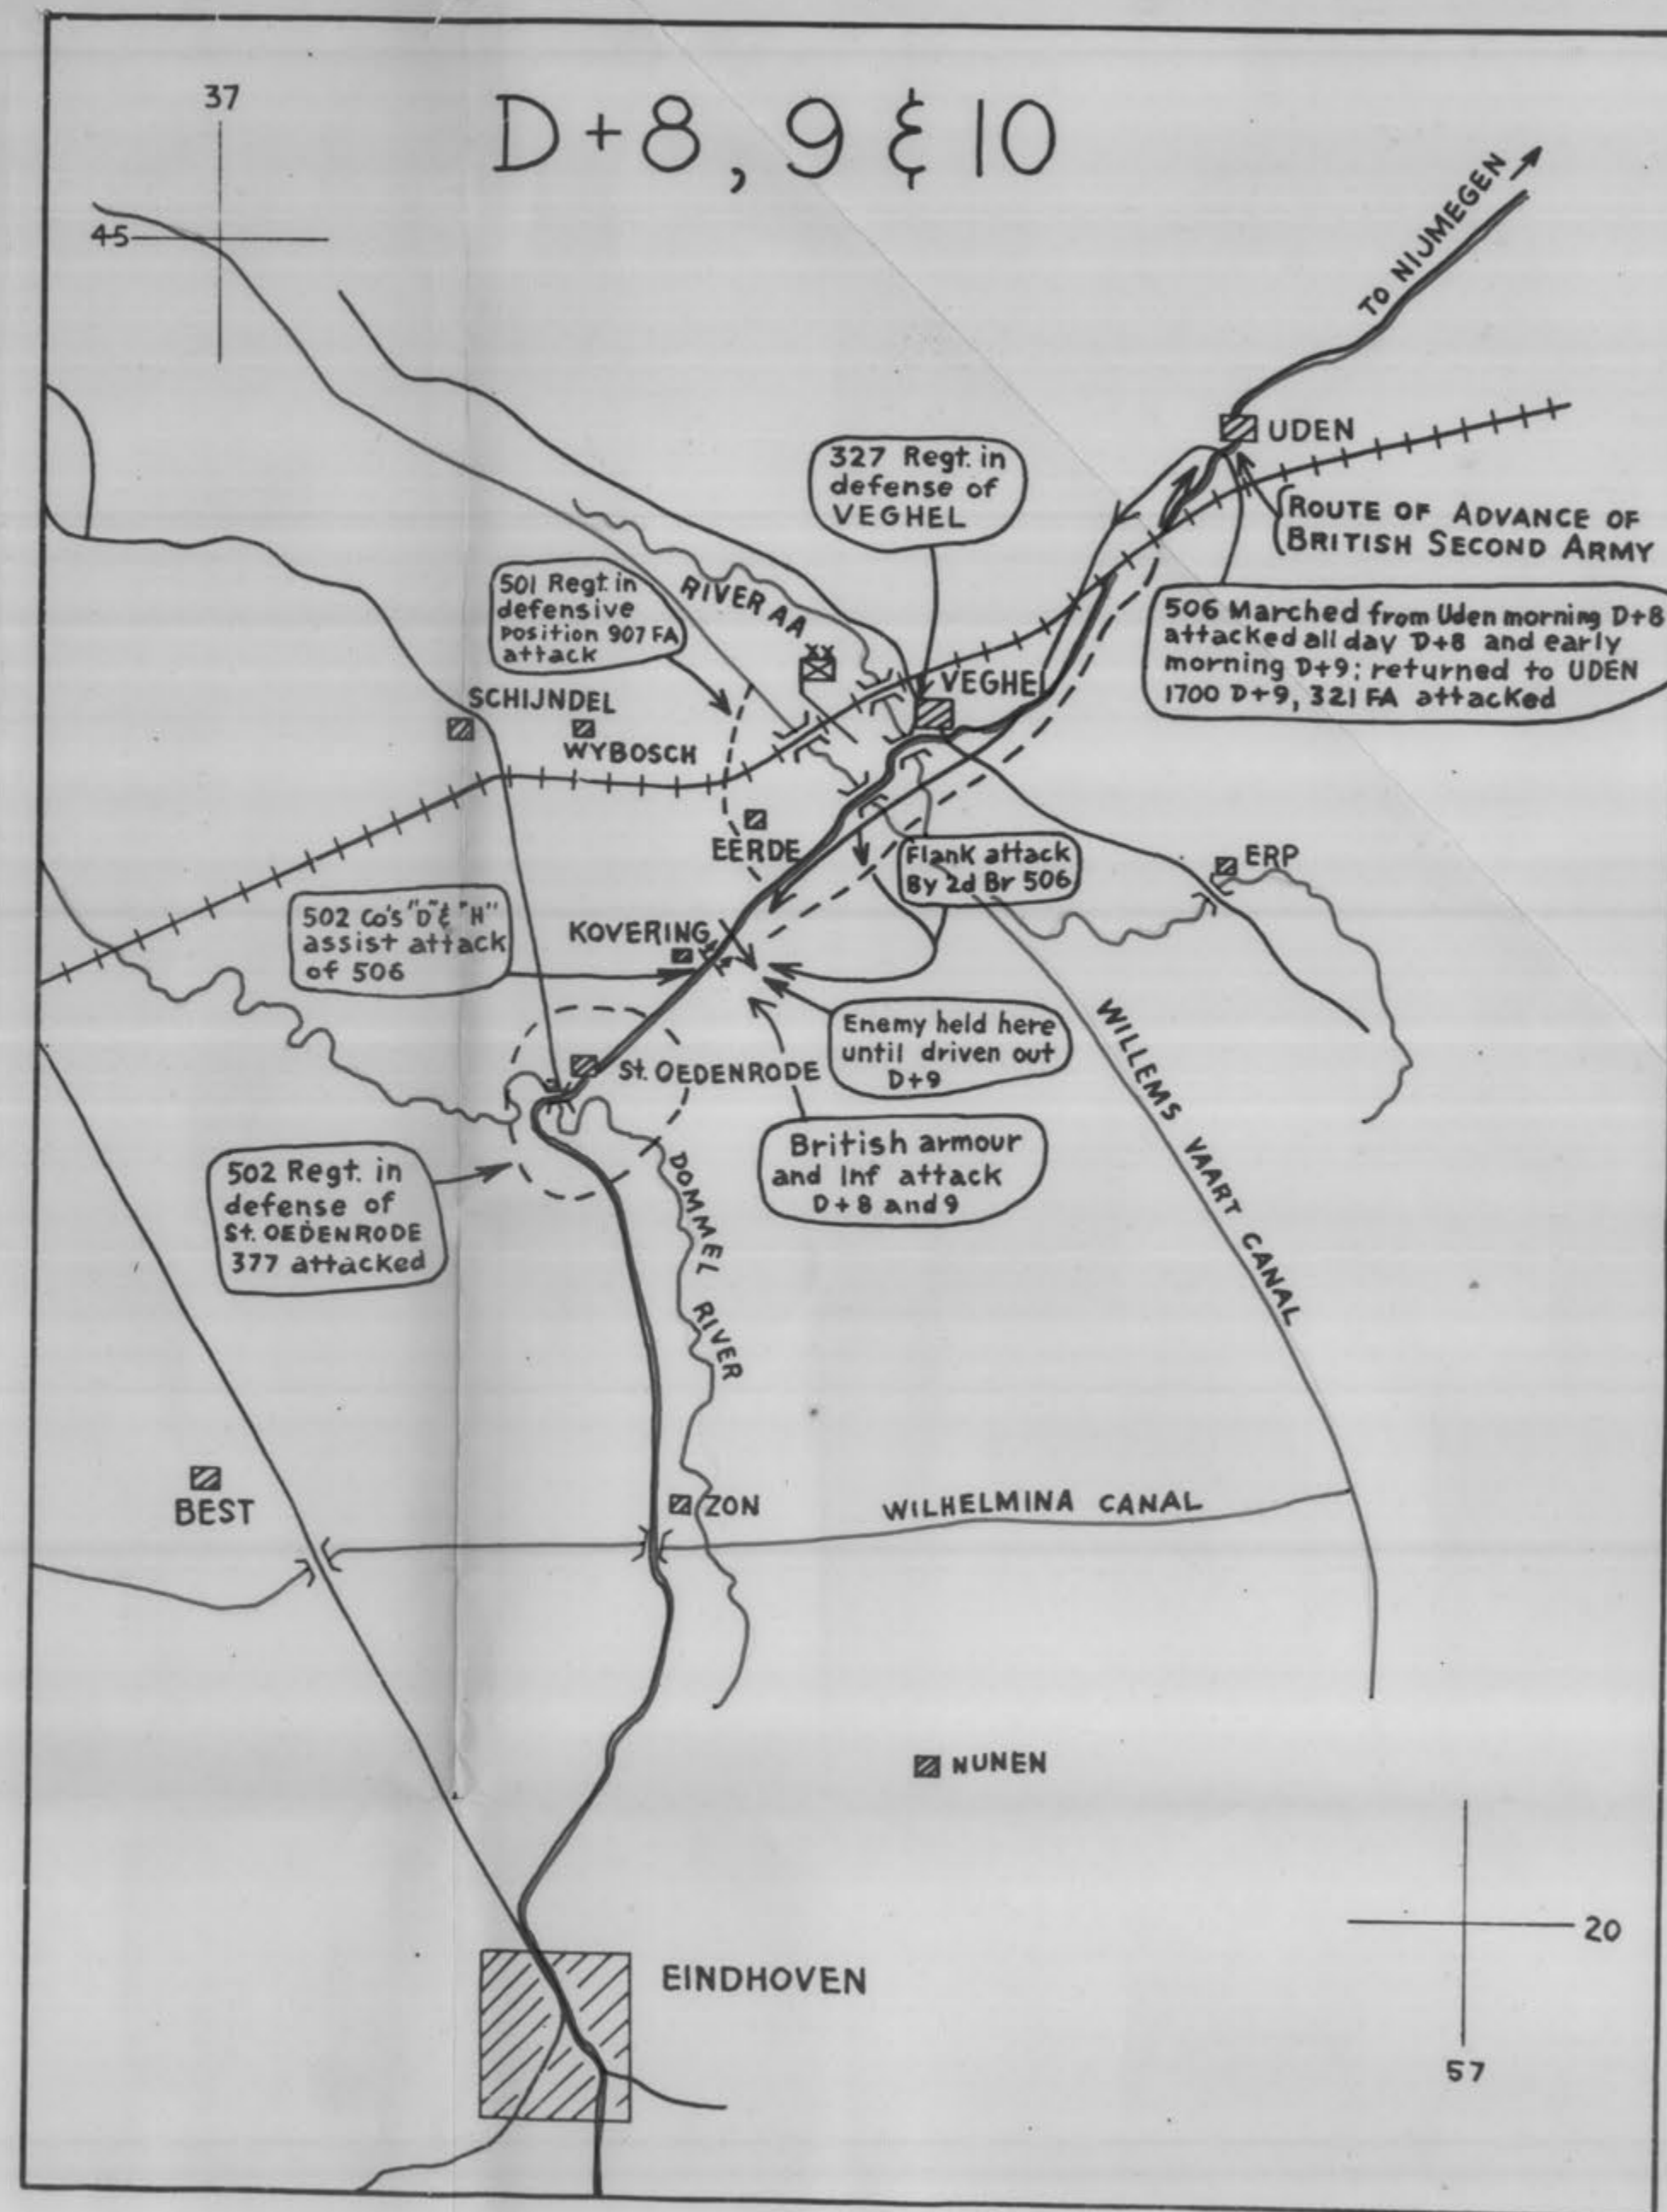 D+8, 9 & 10
37
45
TO NIJMEGEN
UDEN
327 Regt. in
defense of
VEGHEL
ROUTE OF ADVANCE OF
BRITISH SECOND ARMY
501 Regt. in
defensive
Position 907 FA
attack
RIVER AA
XX
506 Marched from Uden morning D+8
attacked all day D+8 and early
morning D+9; returned to UDEN
1700 D+9, 321 FA attacked
VEGHEL
SCHIJNDEL
WYBOSCH
EERDE
Flank attack
By 2d Br 506
ERP
502 Co's "D" & "H"
assist attack
of 506
KOVERING
Enemy held here
until driven out
D+9
WILLEMS VAART CANAL
St. OEDENRODE
British armour
and Inf attack
D+8 and 9
502 Regt. in
defense of
St. OEDENRODE
377 attacked
DOMMEL RIVER
BEST
ZON
WILHELMINA CANAL
NUNEN
20
EINDHOVEN
57